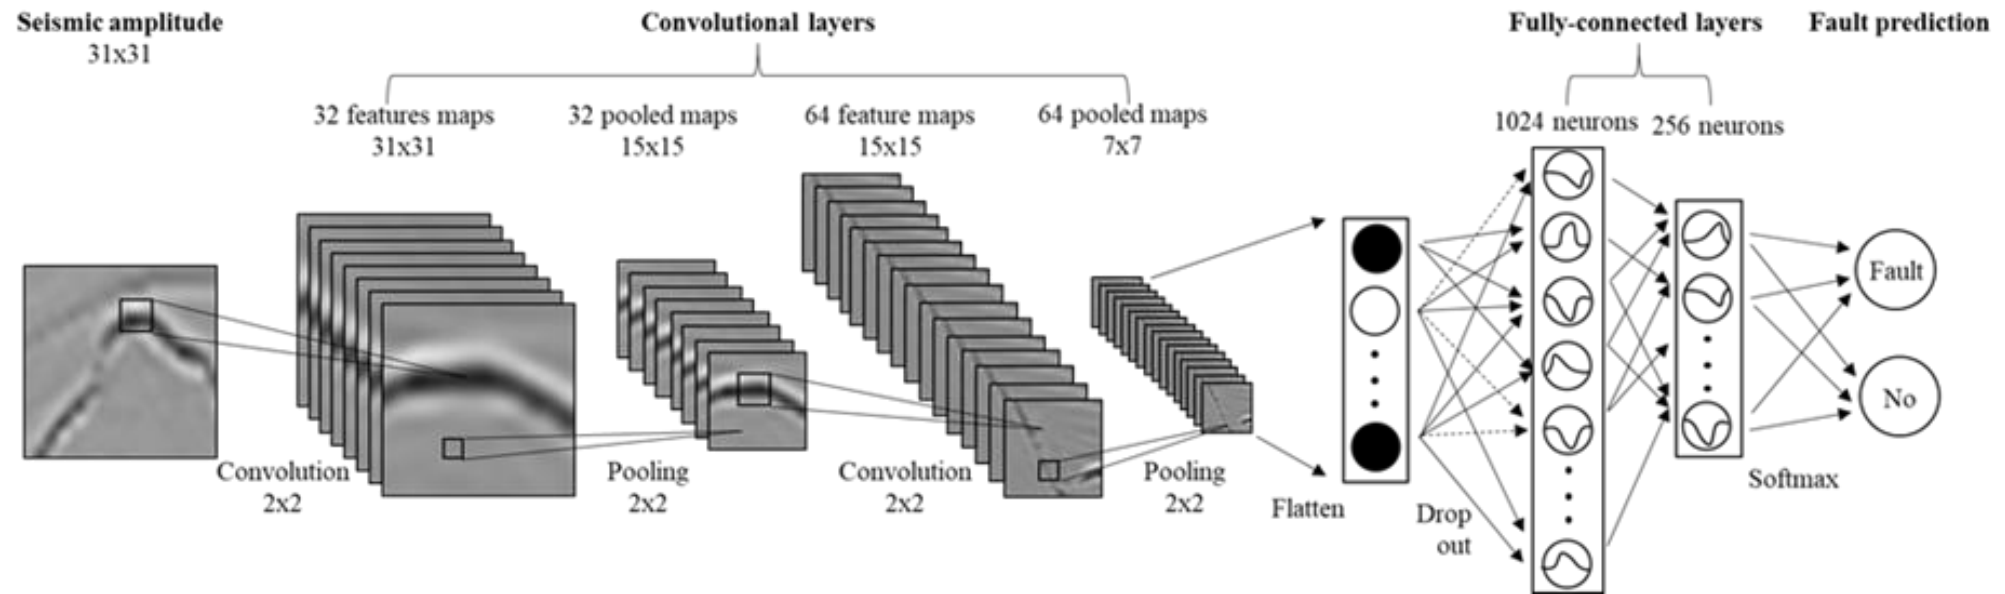 Seismic amplitude
31x31
Convolutional layers
Fully-connected layers
Fault prediction
32 features maps
31x31
32 pooled maps
15x15
64 feature maps
15x15
64 pooled maps
7x7
1024 neurons
256 neurons
Convolution
2x2
Pooling
2x2
Convolution
2x2
Pooling
2x2
Flatten
Drop
out
Softmax
Fault
No